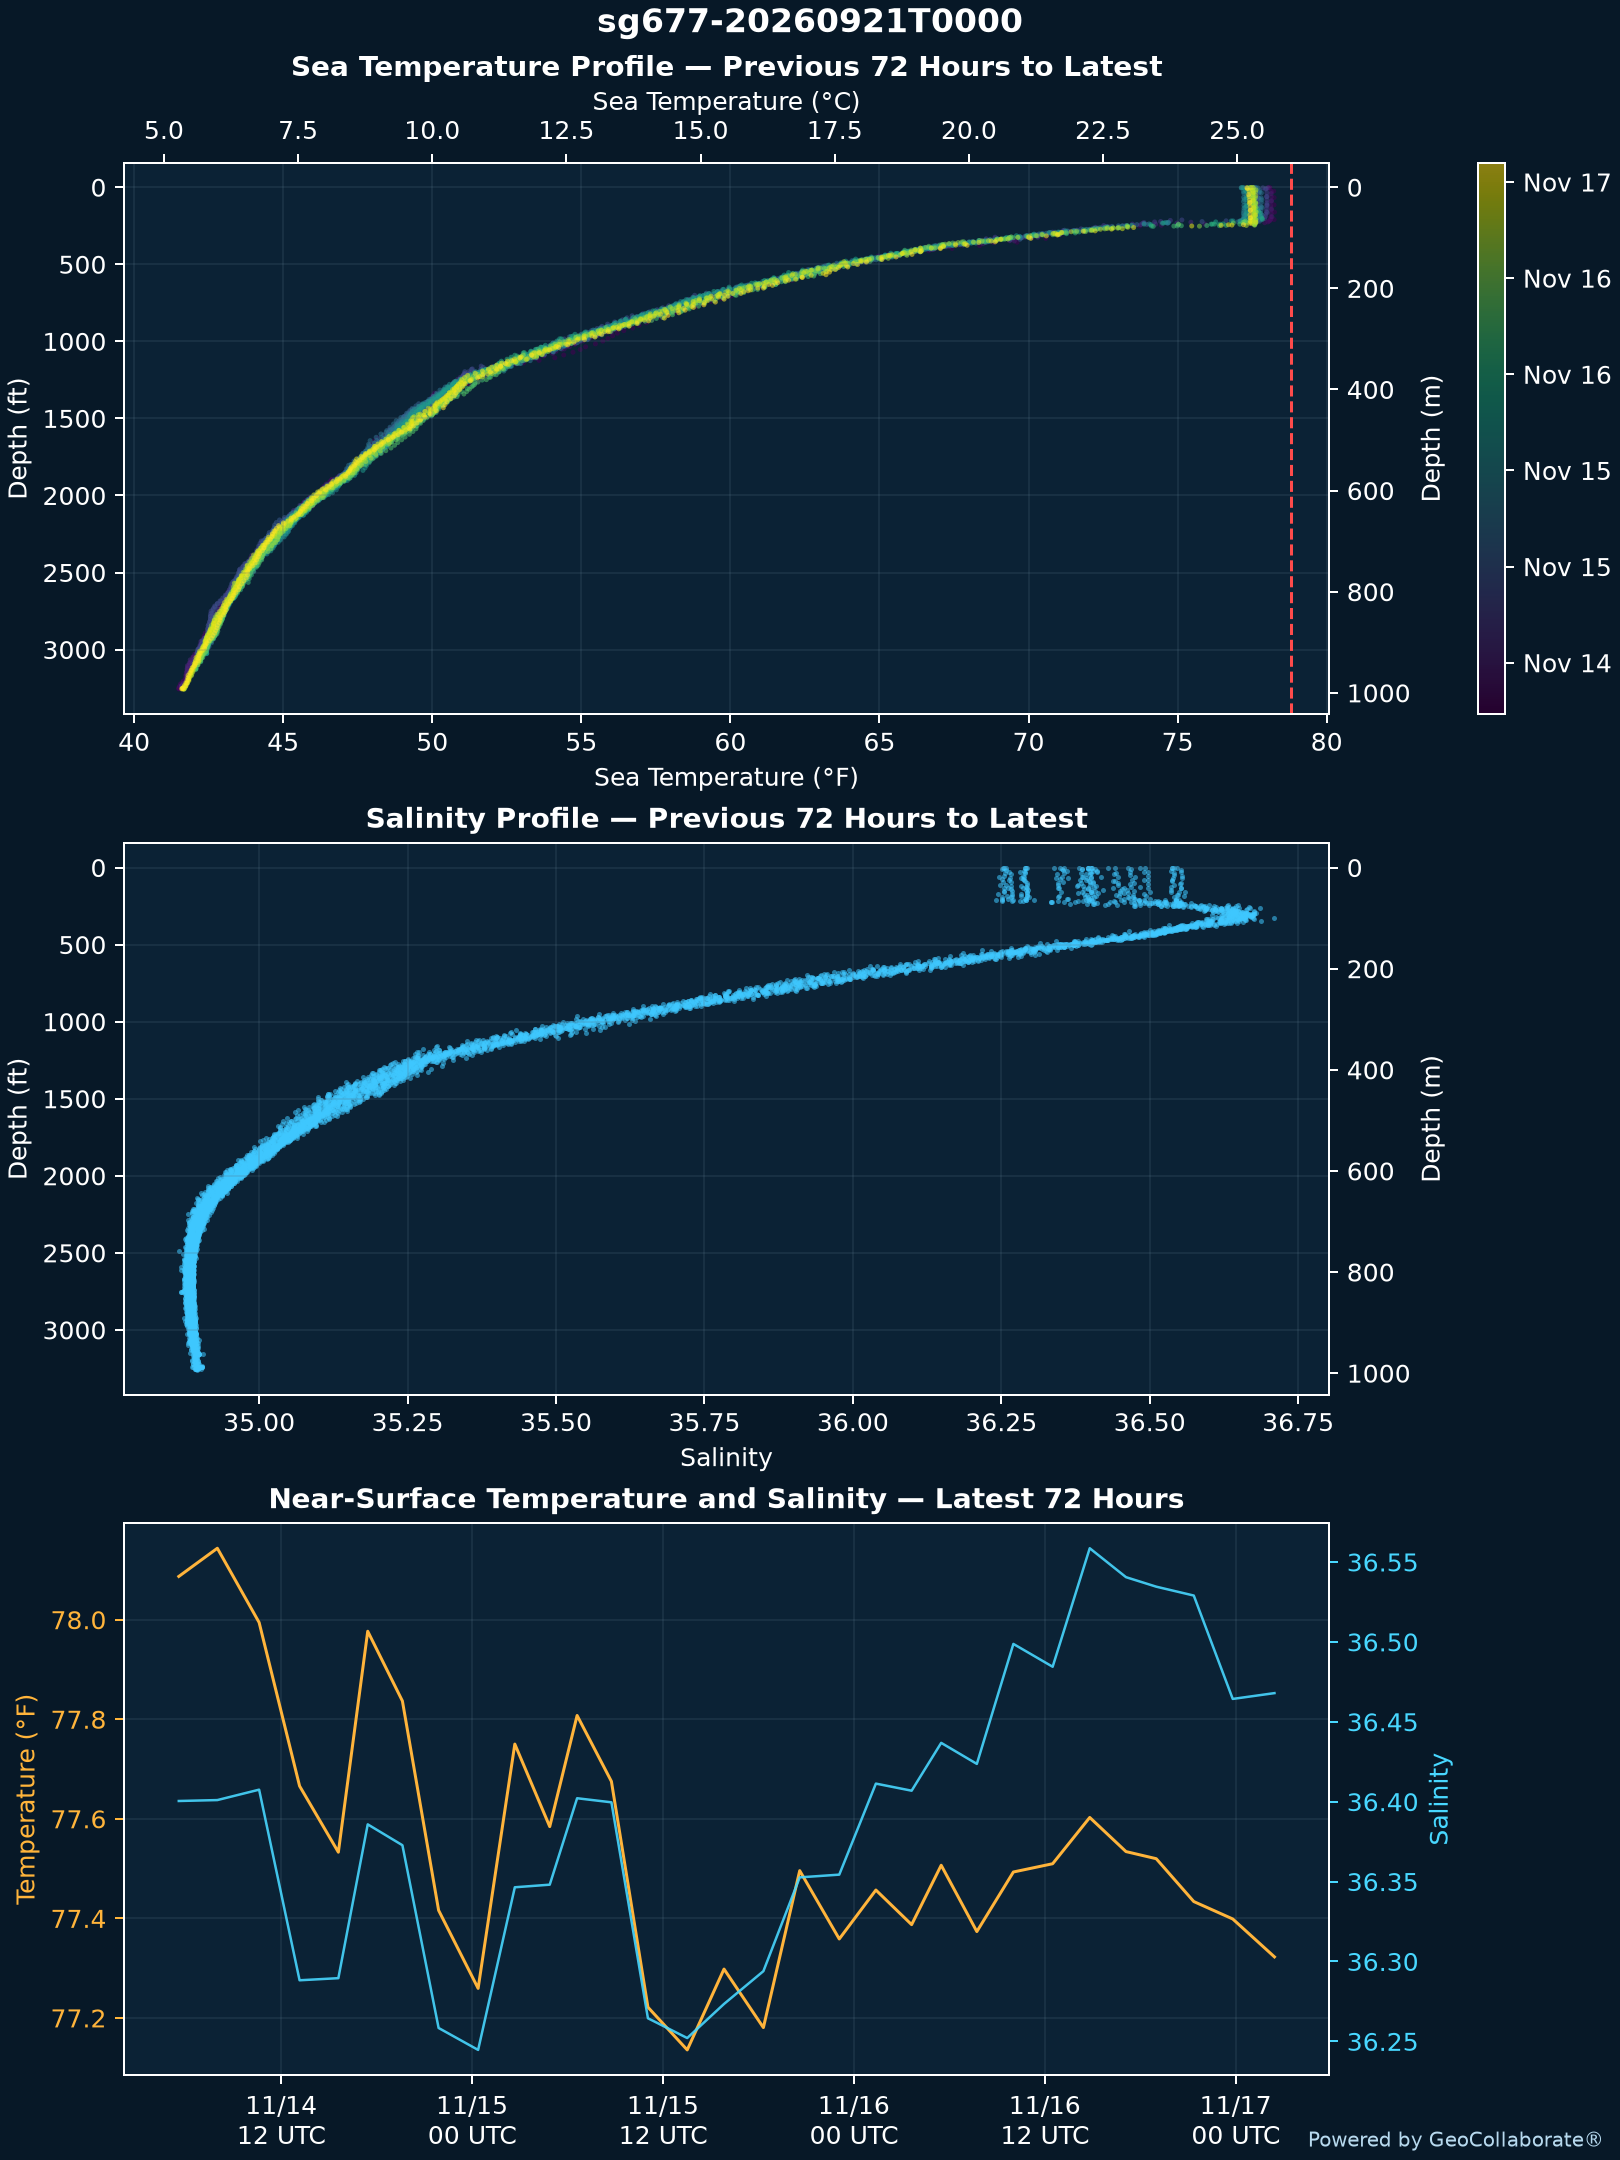 sg677-20260921T0000
Sea Temperature Profile — Previous 72 Hours to Latest
Sea Temperature (°C)
5.0 7.5 10.0 12.5 15.0 17.5 20.0 22.5 25.0
Depth (ft)
0
500
1000
1500
2000
2500
3000
0
200
400
600
800
1000
Depth (m)
Nov 17
Nov 16
Nov 16
Nov 15
Nov 15
Nov 14
40 45 50 55 60 65 70 75 80
Sea Temperature (°F)
Salinity Profile — Previous 72 Hours to Latest
Depth (ft)
0
500
1000
1500
2000
2500
3000
0
200
400
600
800
1000
Depth (m)
35.00 35.25 35.50 35.75 36.00 36.25 36.50 36.75
Salinity
Near-Surface Temperature and Salinity — Latest 72 Hours
Temperature (°F)
78.0
77.8
77.6
77.4
77.2
36.55
36.50
36.45
36.40
36.35
36.30
36.25
Salinity
11/14 11/15 11/15 11/16 11/16 11/17
12 UTC 00 UTC 12 UTC 00 UTC 12 UTC 00 UTC
Powered by GeoCollaborate®